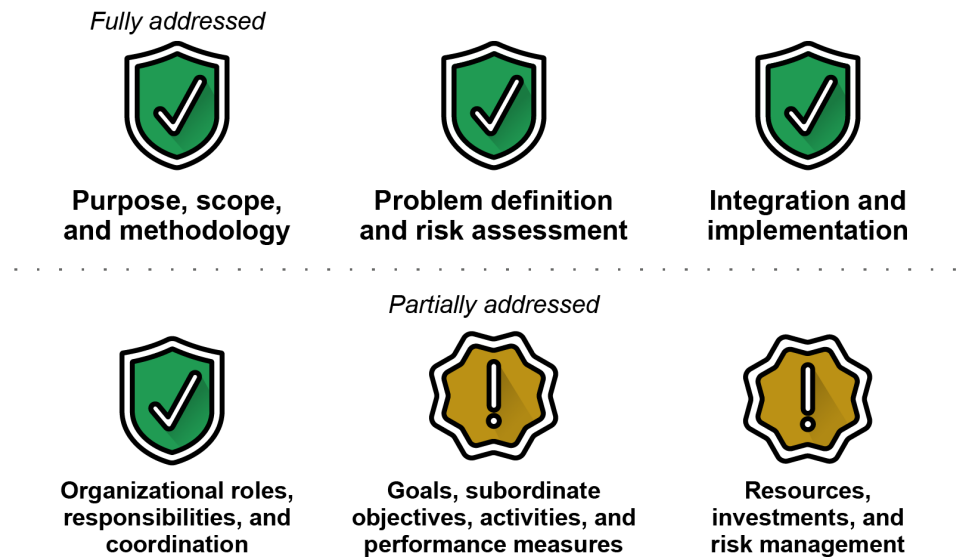 Fully addressed
Purpose, scope,
and methodology
Problem definition
and risk assessment
Integration and
implementation
Partially addressed
Organizational roles,
responsibilities, and
coordination
Goals, subordinate
objectives, activities, and
performance measures
Resources,
investments, and
risk management